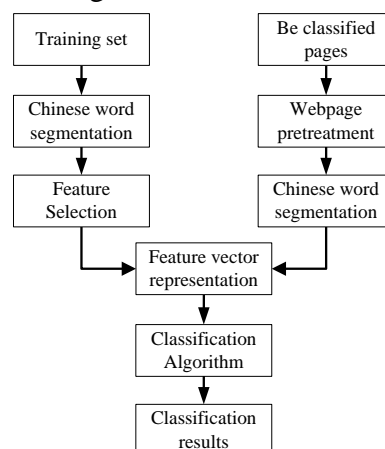 Training set
Be classified
pages
Chinese word
segmentation
Webpage
pretreatment
Feature
Selection
Chinese word
segmentation
Feature vector
representation
Classification
Algorithm
Classification
results